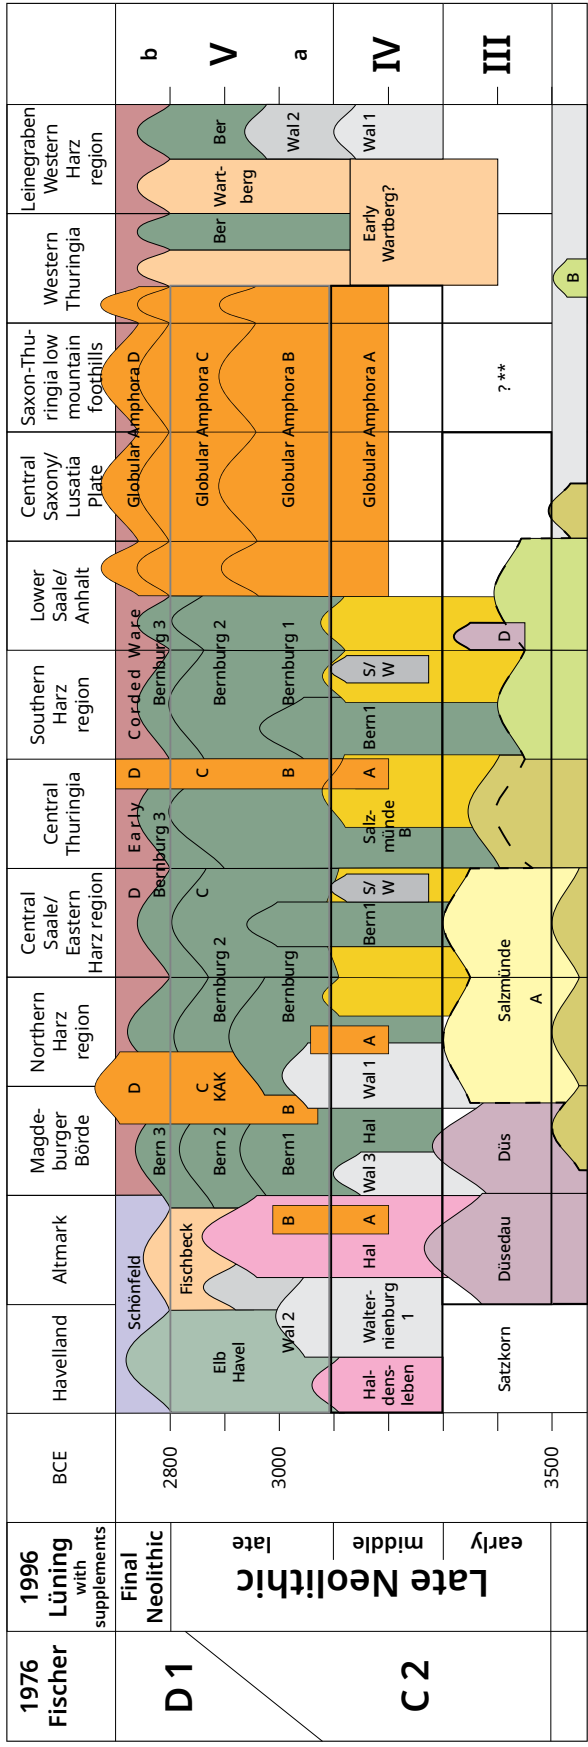 1976
Fischer
1996
Lüning
with
supplements
BCE
Havelland
Altmark
Magde-
burger
Börde
Northern
Harz
region
Central
Saale/
Eastern
Harz region
Central
Thuringia
Southern
Harz
region
Lower
Saale/
Anhalt
Central
Saxony/
Lusatia
Plate
Saxon-Thu-
ringia low
mountain
foothills
Western
Thuringia
Leinegraben
Western
Harz
region
D 1
C 2
Final
Neolithic
Late Neolithic
late
middle
early
2800
3000
3500
Schönfeld
Early Corded Ware
b
V
a
IV
III
Elb
Havel
Wal 2
Hal-
dens-
leben
Walter-
nienburg
1
Satzkorn
Fischbeck
B
A
Hal
Düsedau
Bern 3
Bern 2
Bern1
Wal 3
Hal
Düs
D
C
KAK
B
Wal 1
A
Bernburg 2
Bernburg
Salzmünde
A
D
C
Bern1
S/
W
Bernburg 3
Salz-
münde
B
D
C
B
A
Bernburg 3
Bernburg 2
Bernburg 1
Bern1
S/
W
D
Globular Amphora D
Globular Amphora C
Globular Amphora B
Globular Amphora A
? **
B
Ber
Wart-
berg
Early
Wartberg?
Ber
Wal 2
Wal 1